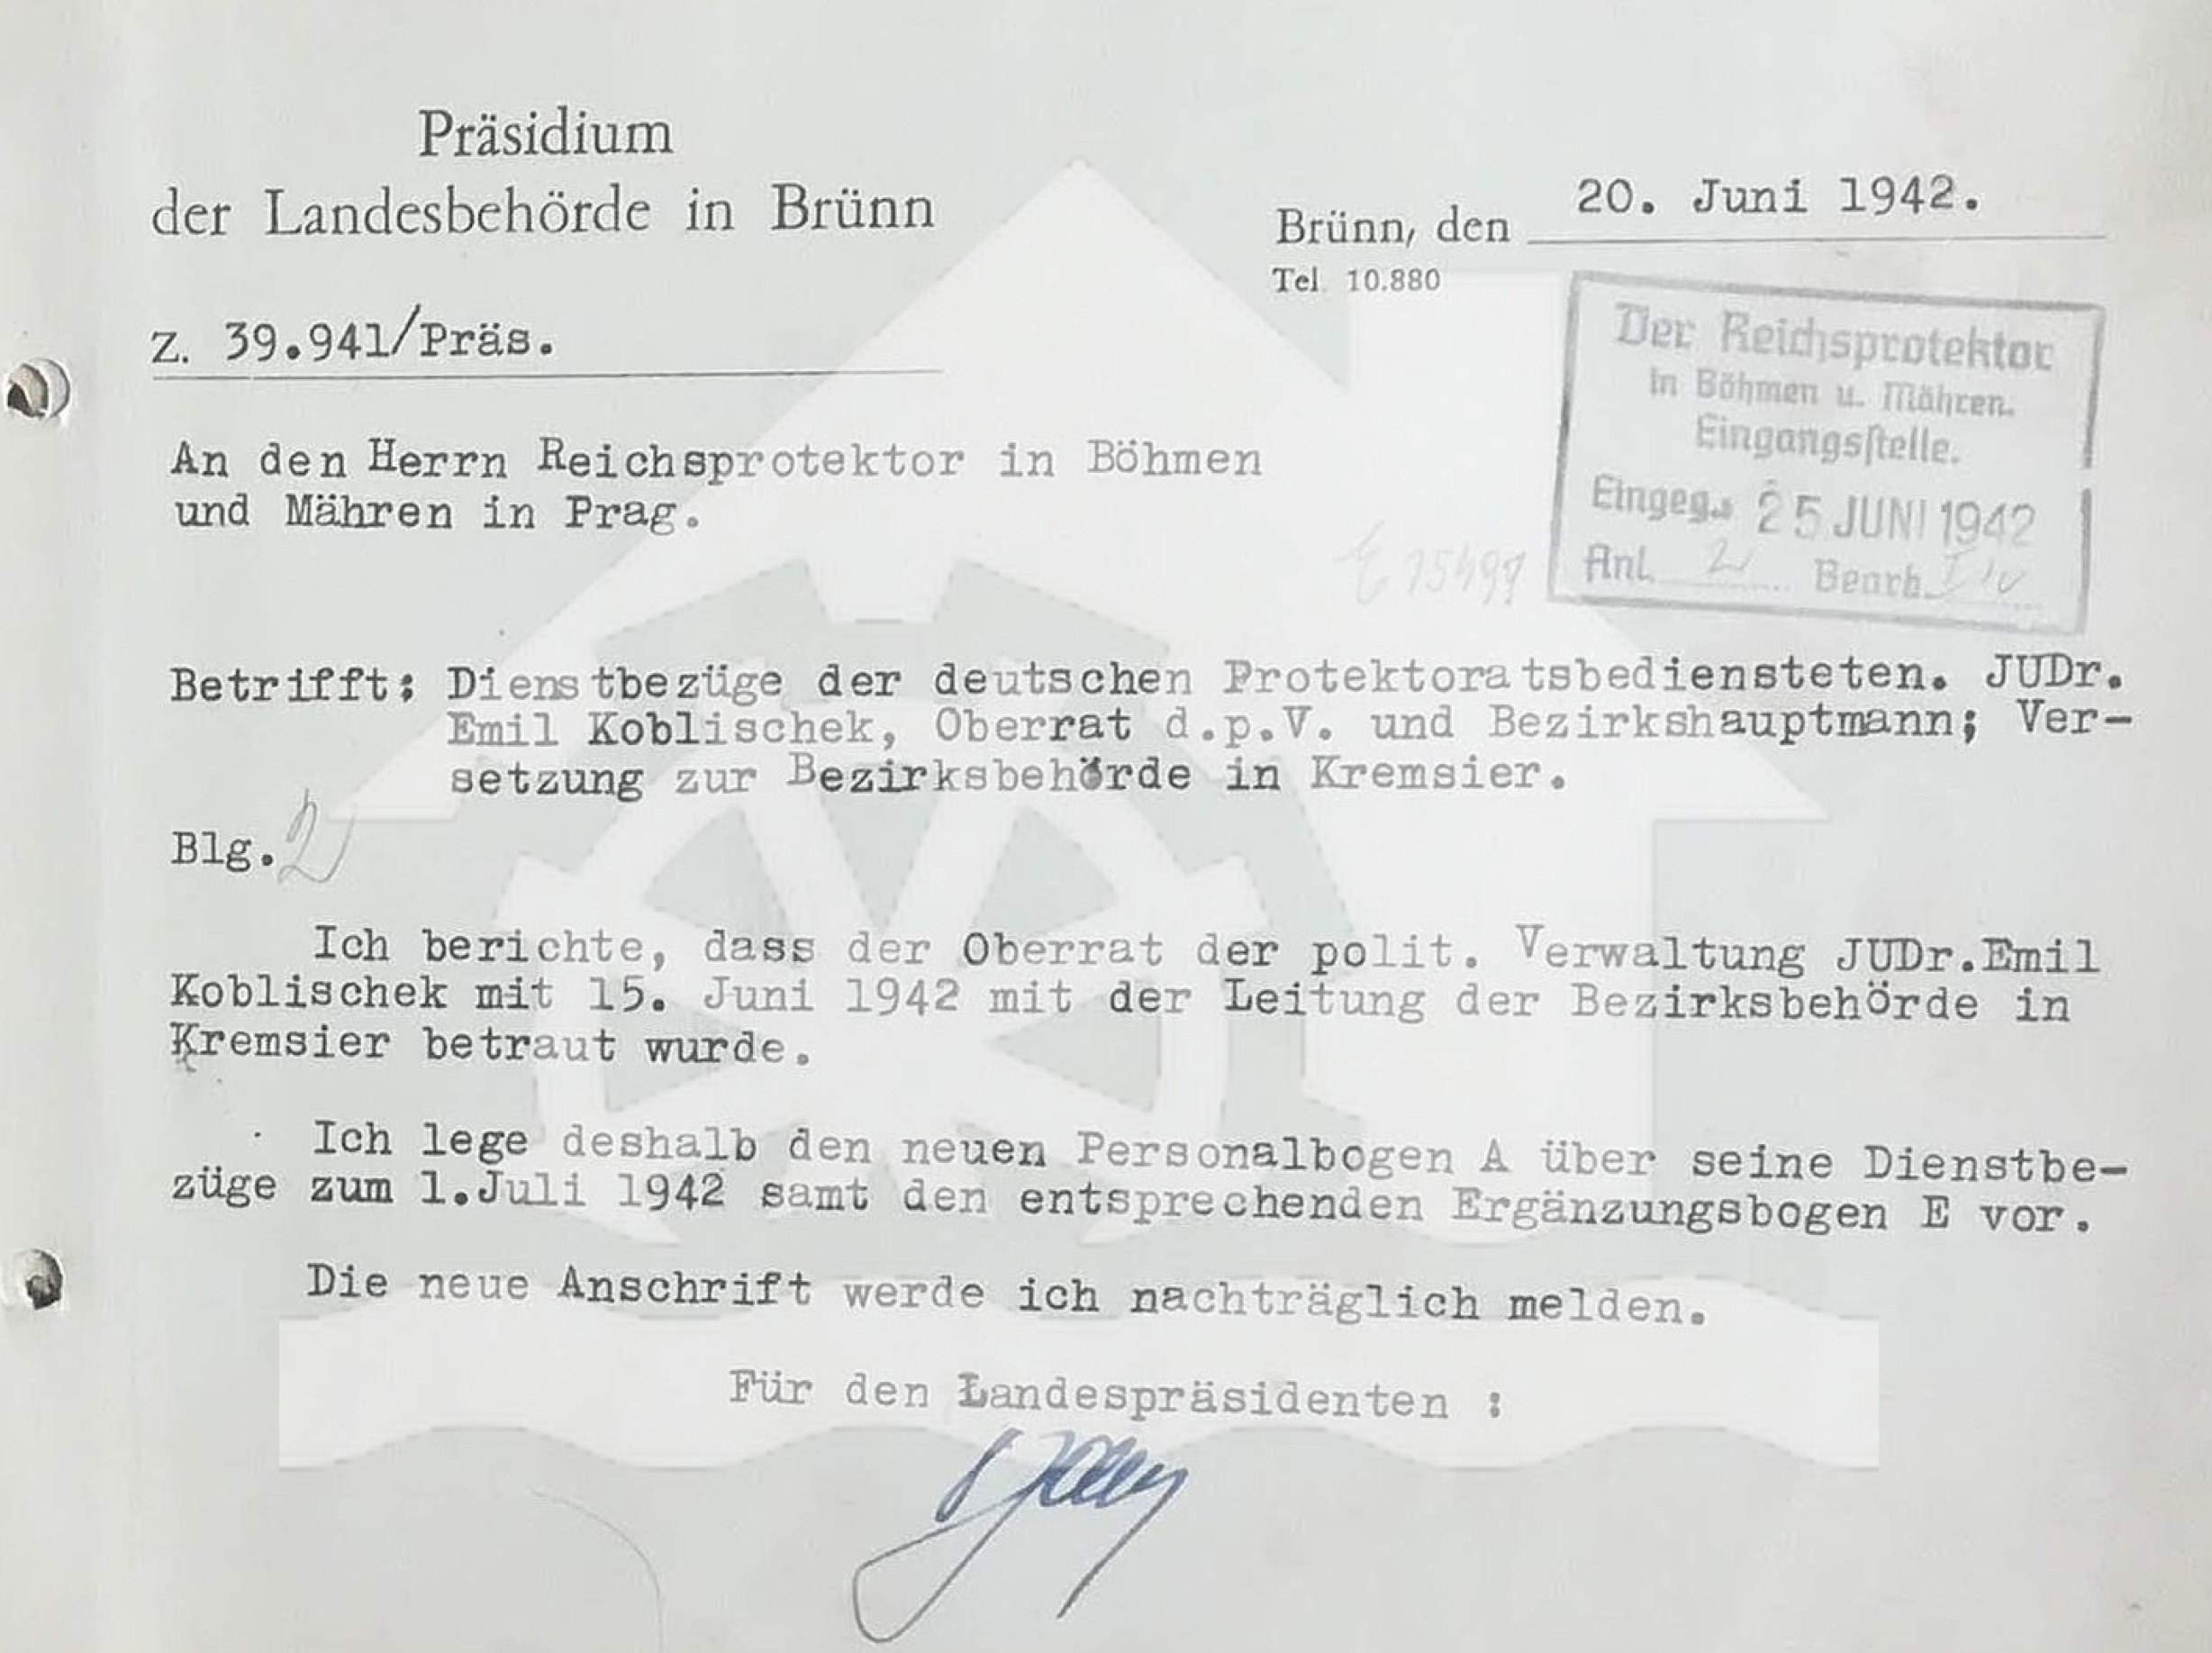 Präsidium
der Landesbehörde in Brünn
Brünn, den 20. Juni 1942.
Tel. 10.880
Z. 39.941/Präs.
Der Reichsprotektor
in Böhmen u. Mähren.
Eingangsstelle.
Eingeg. 25 JUNI 1942
Anl. 2 Bearb.
An den Herrn Reichsprotektor in Böhmen
und Mähren in Prag.
Betrifft: Dienstbezüge der deutschen Protektoratsbediensteten. JUDr.
Emil Koblischek, Oberrat d.p.V. und Bezirkshauptmann; Ver-
setzung zur Bezirksbehörde in Kremsier.
Blg. 2
Ich berichte, dass der Oberrat der polit. Verwaltung JUDr.Emil
Koblischek mit 15. Juni 1942 mit der Leitung der Bezirksbehörde in
Kremsier betraut wurde.
Ich lege deshalb den neuen Personalbogen A über seine Dienstbe-
züge zum 1.Juli 1942 samt den entsprechenden Ergänzungsbogen E vor.
Die neue Anschrift werde ich nachträglich melden.
Für den Landespräsidenten :